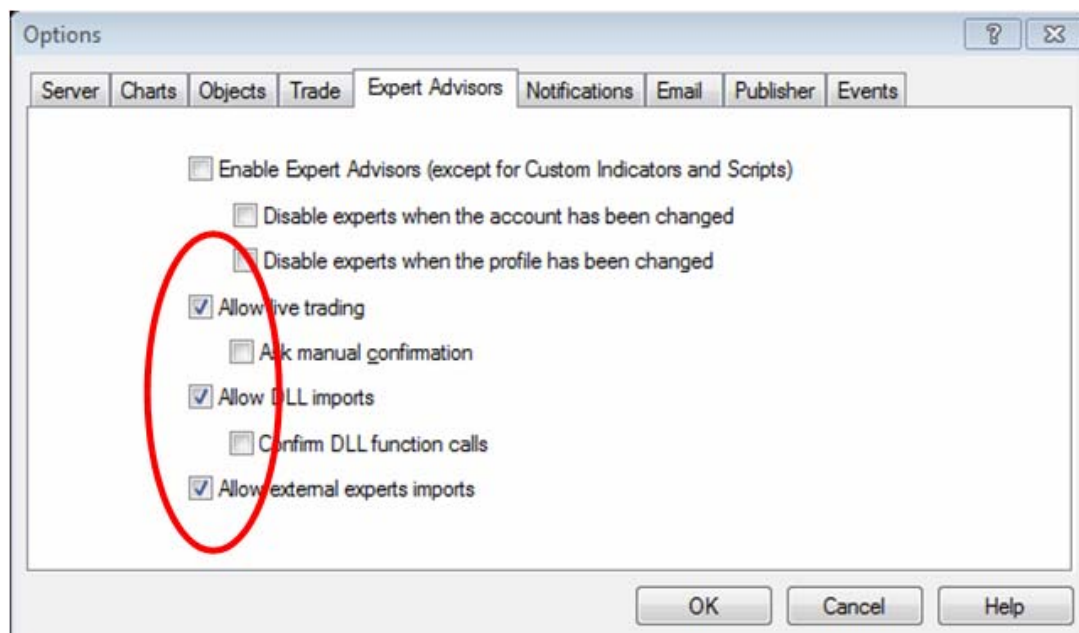 Options
Server Charts Objects Trade Expert Advisors Notifications Email Publisher Events
Enable Expert Advisors (except for Custom Indicators and Scripts)
Disable experts when the account has been changed
Disable experts when the profile has been changed
Allow live trading
Ask manual confirmation
Allow DLL imports
Confirm DLL function calls
Allow external experts imports
OK Cancel Help